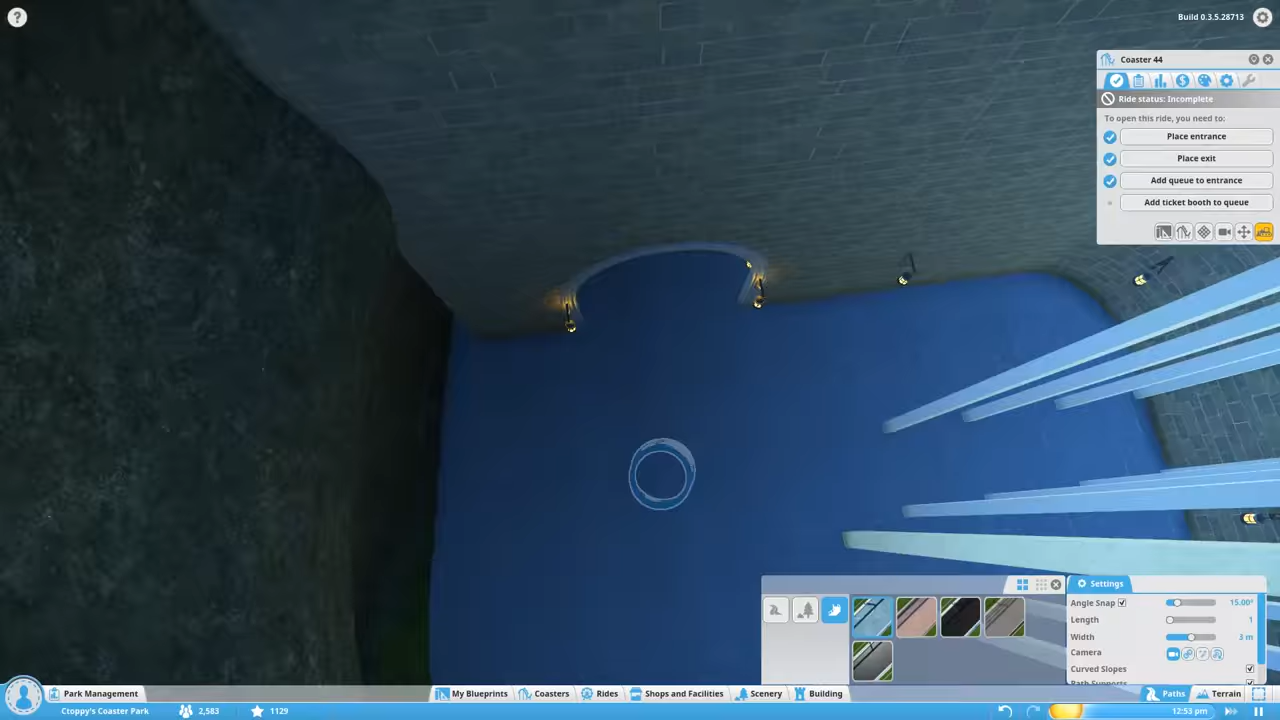 ?
Build 0.3.5.28713
Coaster 44
Ride status: Incomplete
To open this ride, you need to:
Place entrance
Place exit
Add queue to entrance
Add ticket booth to queue
Settings
Angle Snap 15.00°
Length 1
Width 3 m
Camera
Curved Slopes
Path Supports
Park Management
My Blueprints
Coasters
Rides
Shops and Facilities
Scenery
Building
Paths
Terrain
Ctoppy's Coaster Park
2,583
1129
12:53 pm